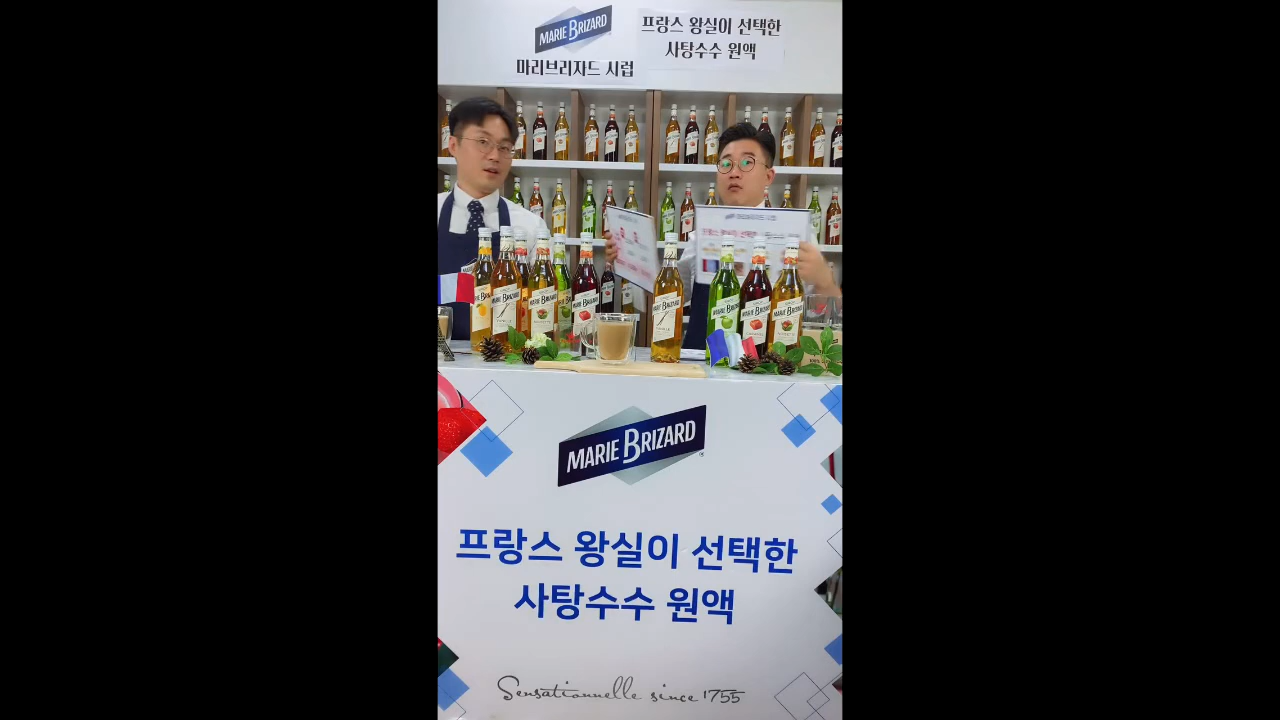 MARIE BRIZARD
마리브리자드 시럽
프랑스 왕실이 선택한
사탕수수 원액
MARIE BRIZARD
프랑스 왕실이 선택한
사탕수수 원액
Sensationnelle since 1755